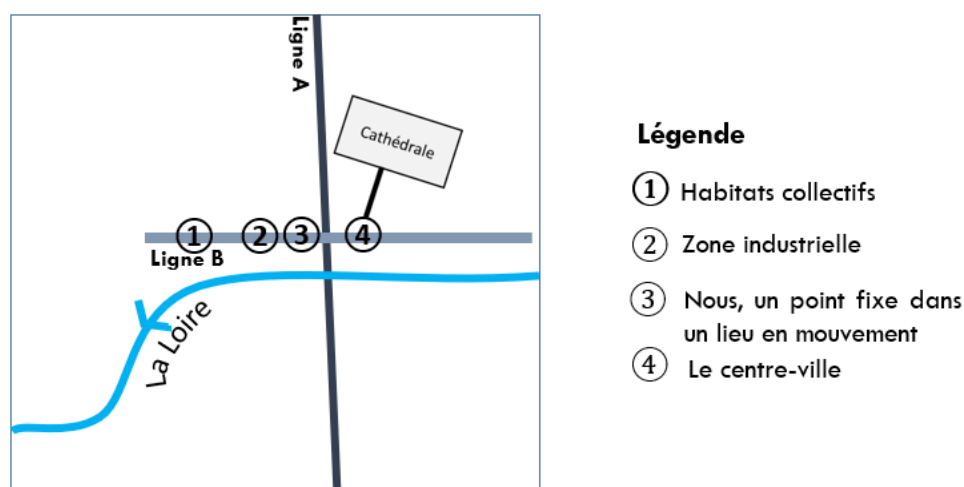 Ligne A
Cathédrale
1 2 3 4
Ligne B
La Loire
Légende
1 Habitats collectifs
2 Zone industrielle
3 Nous, un point fixe dans
un lieu en mouvement
4 Le centre-ville